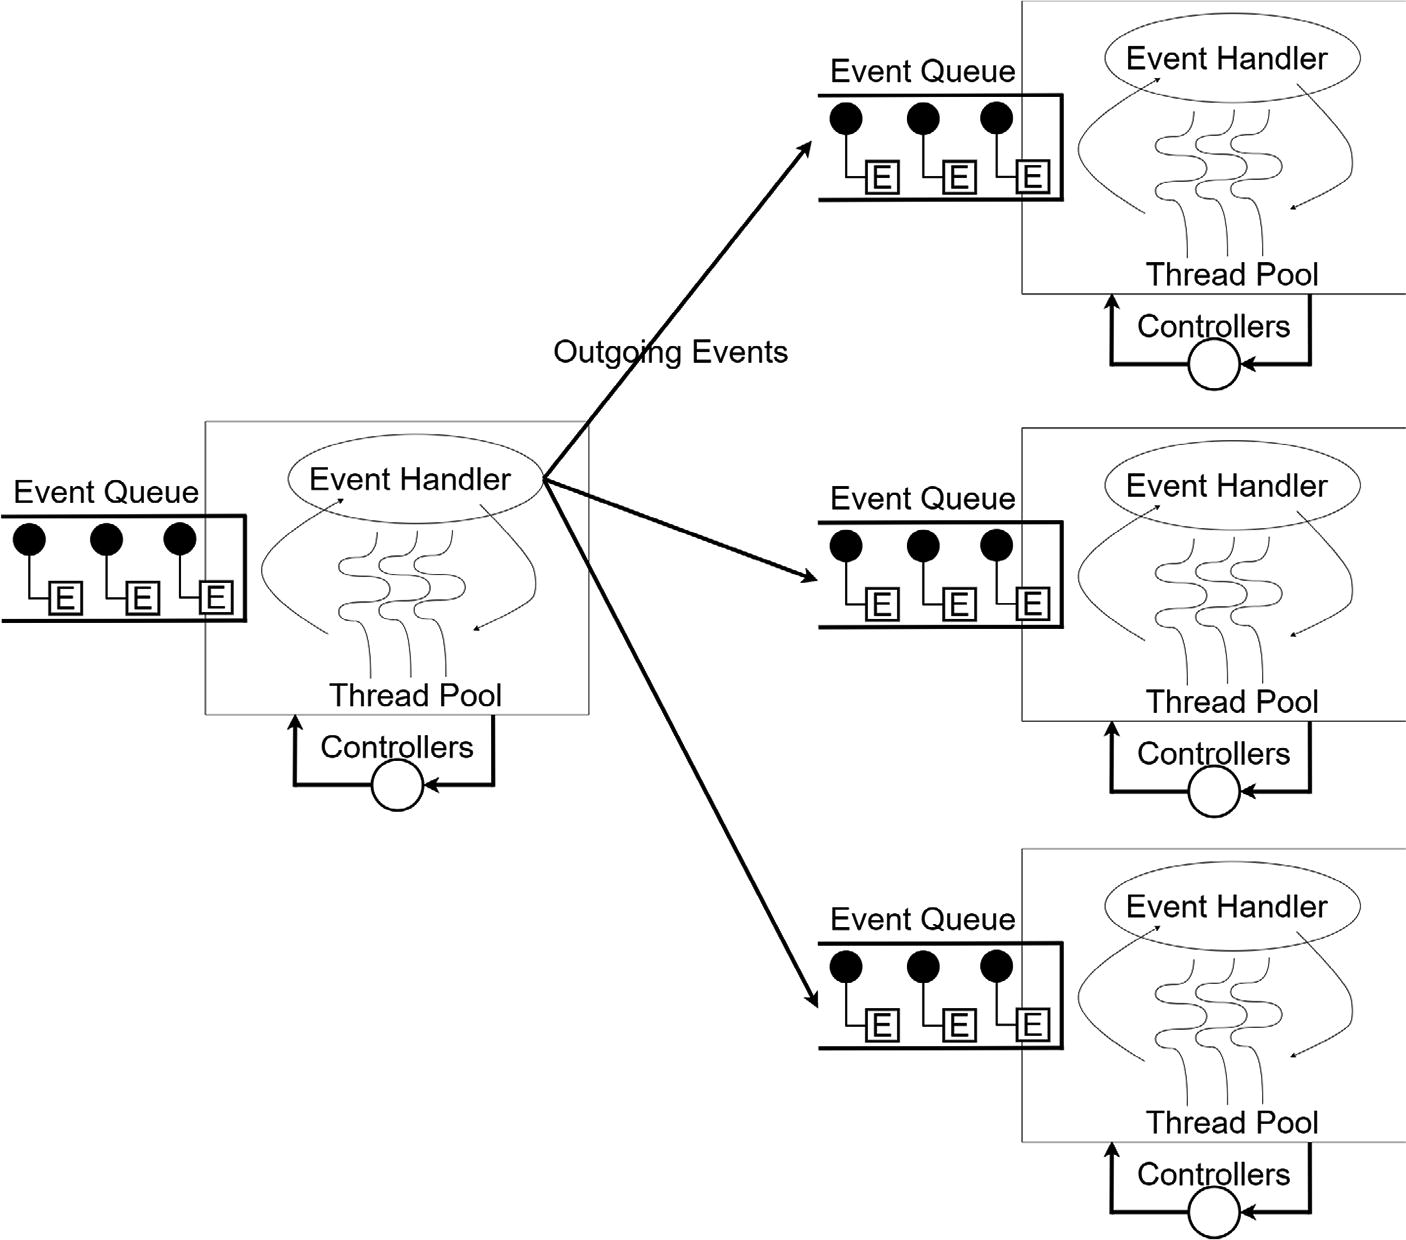 Event Queue
Event Handler
E E E
Thread Pool
Controllers
Outgoing Events
Event Queue
Event Handler
E E E
Thread Pool
Controllers
Event Queue
Event Handler
E E E
Thread Pool
Controllers
Event Queue
Event Handler
E E E
Thread Pool
Controllers